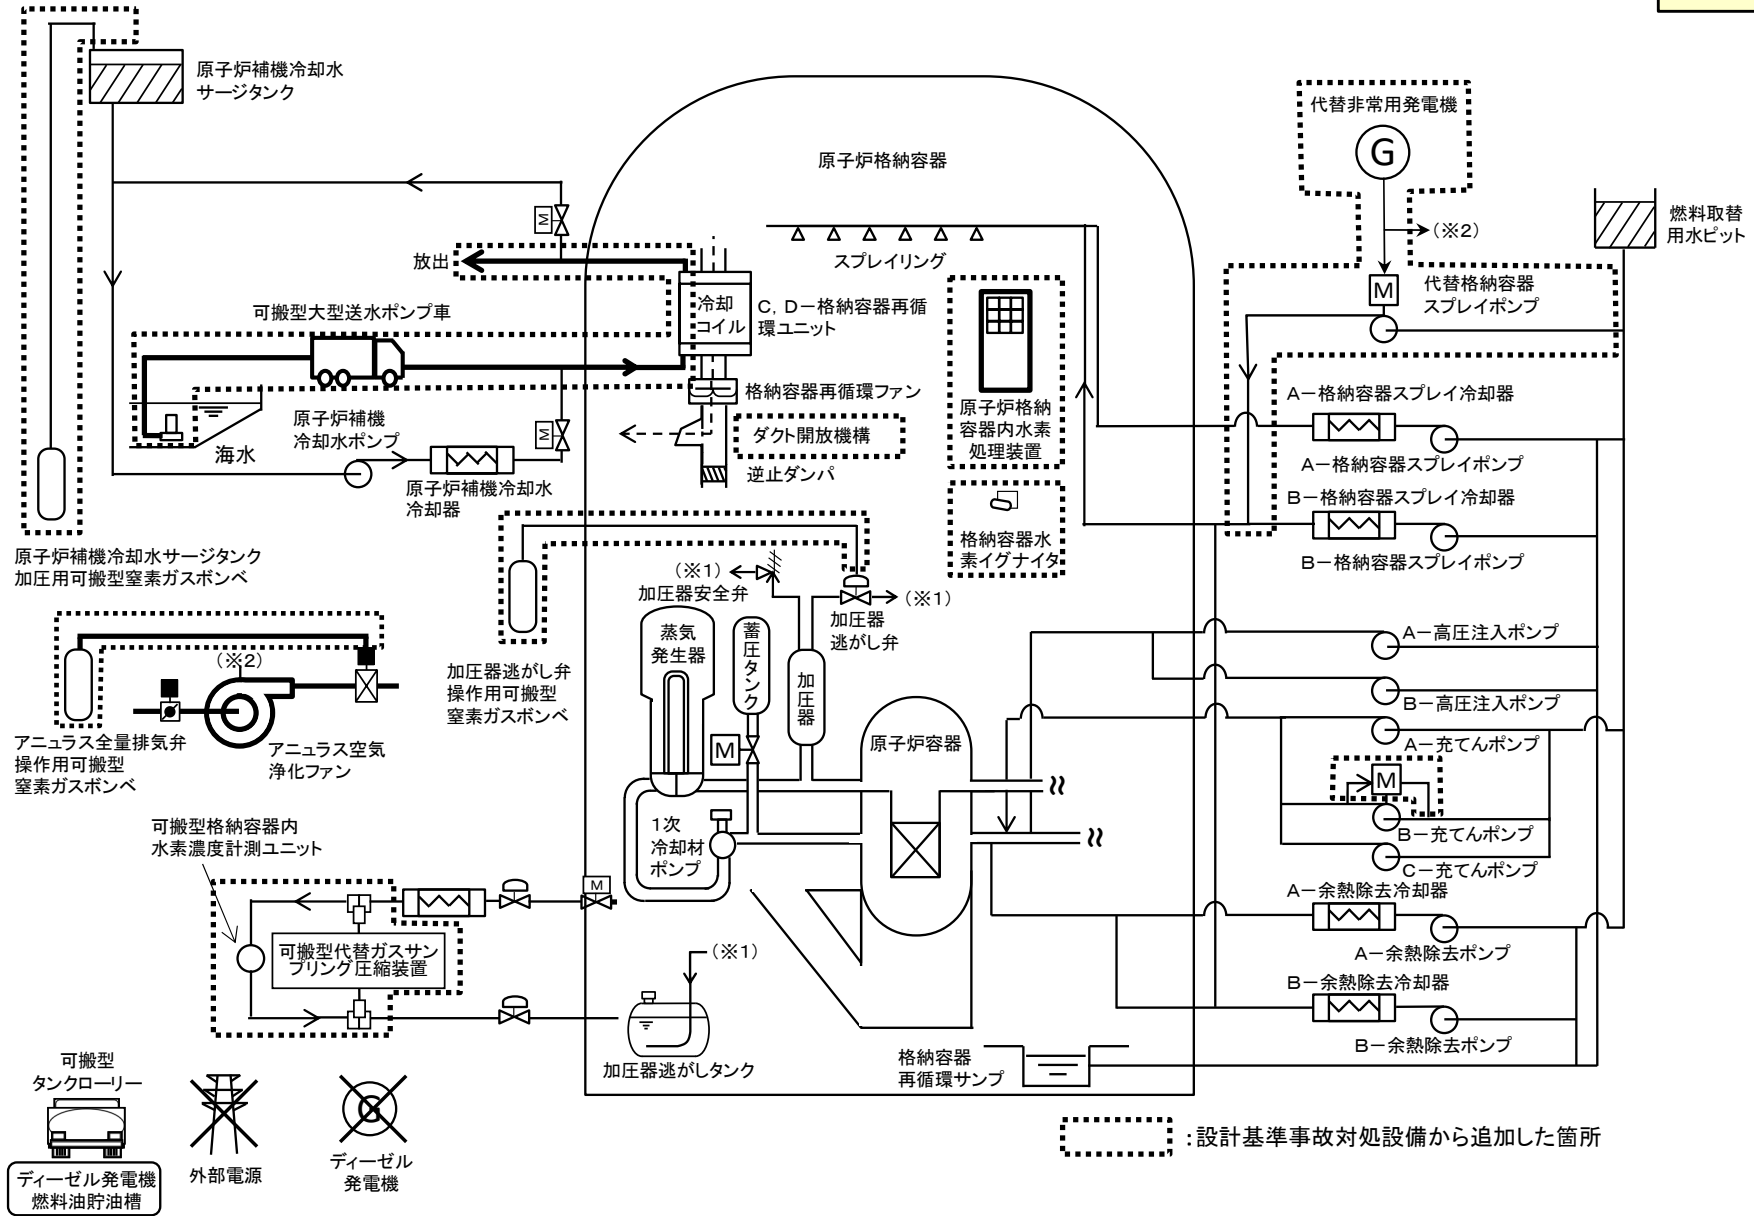 原子炉補機冷却水
サージタンク
原子炉格納容器
代替非常用発電機
G
(※2)
燃料取替
用水ピット
M
放出
スプレイリング
代替格納容器
スプレイポンプ
M
可搬型大型送水ポンプ車
冷却
コイル
C,D-格納容器再循
環ユニット
格納容器再循環ファン
原子炉格納
容器内水素
処理装置
A-格納容器スプレイ冷却器
原子炉補機
冷却水ポンプ
M
ダクト開放機構
海水
逆止ダンパ
A-格納容器スプレイポンプ
原子炉補機冷却水
冷却器
B-格納容器スプレイ冷却器
格納容器水
素イグナイタ
原子炉補機冷却水サージタンク
加圧用可搬型窒素ガスボンベ
B-格納容器スプレイポンプ
(※1)
加圧器安全弁
(※1)
加圧器
逃がし弁
蒸気
発生器
蓄圧タンク
加圧器
A-高圧注入ポンプ
(※2)
加圧器逃がし弁
操作用可搬型
窒素ガスボンベ
B-高圧注入ポンプ
アニュラス全量排気弁
操作用可搬型
窒素ガスボンベ
アニュラス空気
浄化ファン
M
原子炉容器
A-充てんポンプ
M
可搬型格納容器内
水素濃度計測ユニット
1次
冷却材
ポンプ
B-充てんポンプ
C-充てんポンプ
M
A-余熱除去冷却器
可搬型代替ガスサン
プリング圧縮装置
(※1)
A-余熱除去ポンプ
B-余熱除去冷却器
加圧器逃がしタンク
格納容器
再循環サンプ
B-余熱除去ポンプ
可搬型
タンクローリー
G
ディーゼル発電機
燃料油貯油槽
外部電源
ディーゼル
発電機
:設計基準事故対処設備から追加した箇所